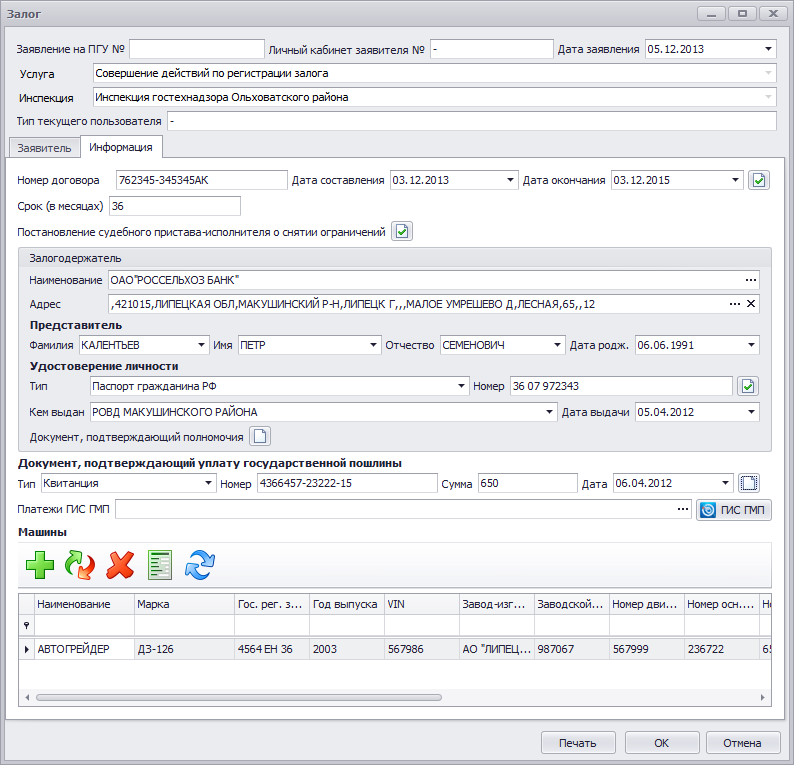 Залог
Заявление на ПГУ № Личный кабинет заявителя № - Дата заявления 05.12.2013
Услуга Совершение действий по регистрации залога
Инспекция Инспекция гостехнадзора Ольховатского района
Тип текущего пользователя -
Заявитель Информация
Номер договора 762345-345345АК Дата составления 03.12.2013 Дата окончания 03.12.2015
Срок (в месяцах) 36
Постановление судебного пристава-исполнителя о снятии ограничений
Залогодержатель
Наименование ОАО"РОССЕЛЬХОЗ БАНК" ...
Адрес ,421015,ЛИПЕЦКАЯ ОБЛ,МАКУШИНСКИЙ Р-Н,ЛИПЕЦК Г,,,МАЛОЕ УМРЕШЕВО Д,ЛЕСНАЯ,65,,12 ...
Представитель
Фамилия КАЛЕНТЬЕВ Имя ПЕТР Отчество СЕМЕНОВИЧ Дата родж. 06.06.1991
Удостоверение личности
Тип Паспорт гражданина РФ Номер 36 07 972343
Кем выдан РОВД МАКУШИНСКОГО РАЙОНА Дата выдачи 05.04.2012
Документ, подтверждающий полномочия
Документ, подтверждающий уплату государственной пошлины
Тип Квитанция Номер 4366457-23222-15 Сумма 650 Дата 06.04.2012
Платежи ГИС ГМП ... ГИС ГМП
Машины
Наименование Марка Гос. рег. з... Год выпуска VIN Завод-изг... Заводской... Номер дви... Номер осн....
АВТОГРЕЙДЕР ДЗ-126 4564 ЕН 36 2003 567986 АО "ЛИПЕЦ... 987067 567999 236722
Печать ОК Отмена